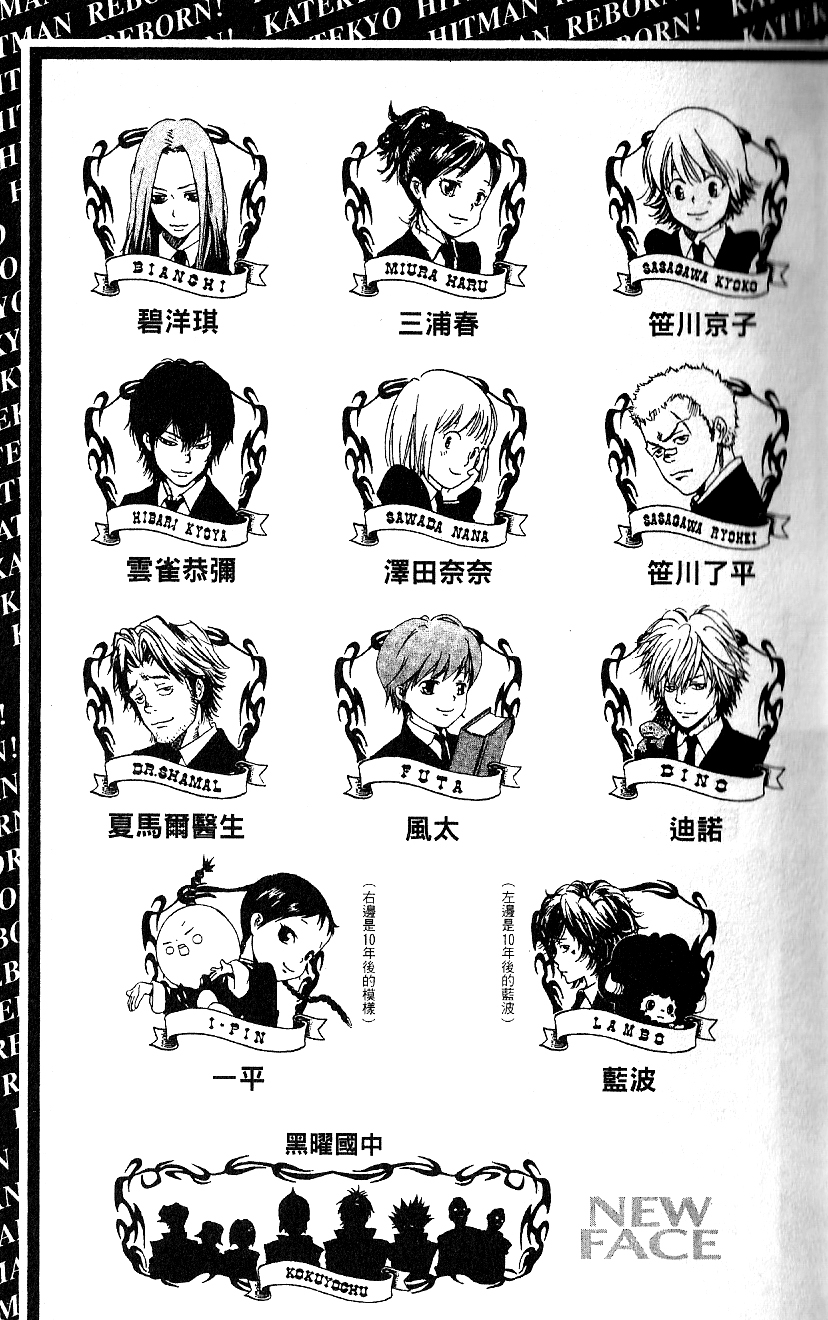 KATEKYO HITMAN REBORN!
BIANCHI
碧洋琪
MIURA HARU
三浦春
SASAGAWA KYOKO
笹川京子
HIBARI KYOYA
雲雀恭彌
SAWADA NANA
澤田奈奈
SASAGAWA RYOHEI
笹川了平
DR.SHAMAL
夏馬爾醫生
FUTA
風太
DINO
迪諾
(右邊是10年後的模樣)
I-PIN
一平
(左邊是10年後的藍波)
LAMBO
藍波
黑曜國中
KOKUYOCHU
NEW
FACE